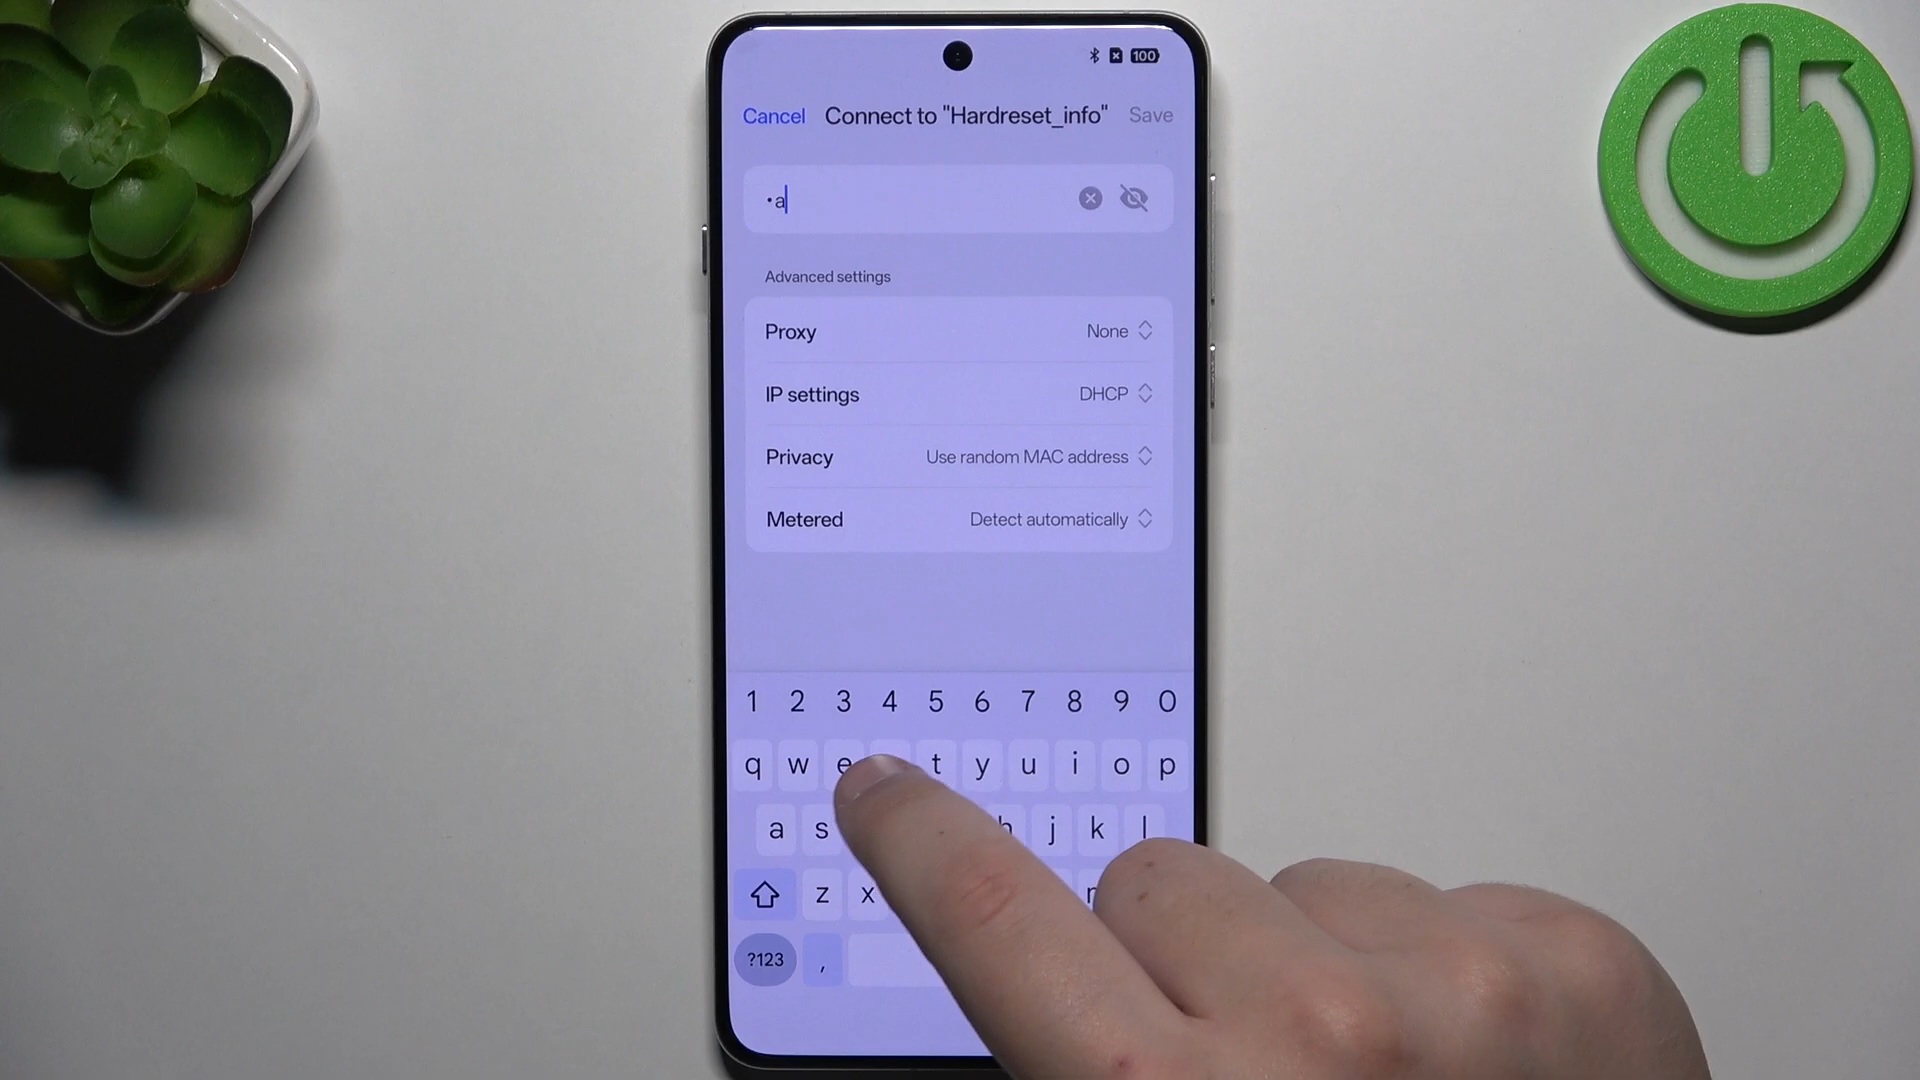 100
Cancel Connect to "Hardreset_info" Save
•a
Advanced settings
Proxy None
IP settings DHCP
Privacy Use random MAC address
Metered Detect automatically
1 2 3 4 5 6 7 8 9 0
q w e t y u i o p
a s h j k l
z x
?123 ,